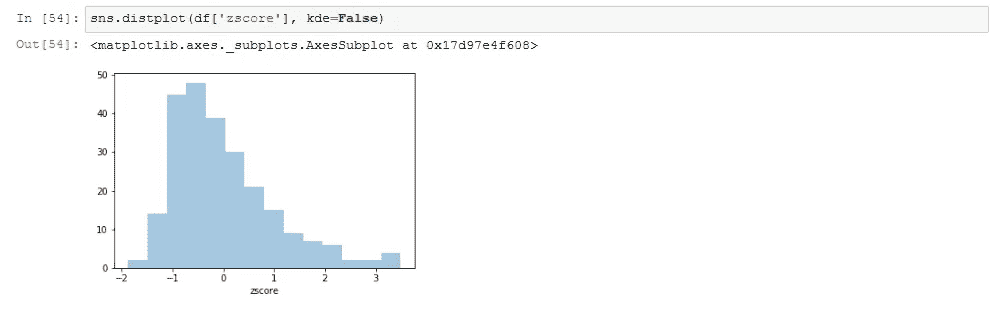 In [54]: sns.distplot(df['zscore'], kde=False)
Out[54]: <matplotlib.axes._subplots.AxesSubplot at 0x17d97e4f608>
50
40
30
20
10
0
−2 −1 0 1 2 3
zscore